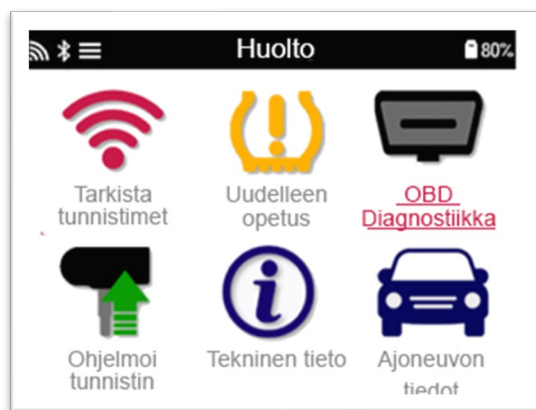 Huolto
80%
Tarkista
tunnistimet
Uudelleen
opetus
OBD
Diagnostiikka
Ohjelmoi
tunnistin
Tekninen tieto
Ajoneuvon
tiedot